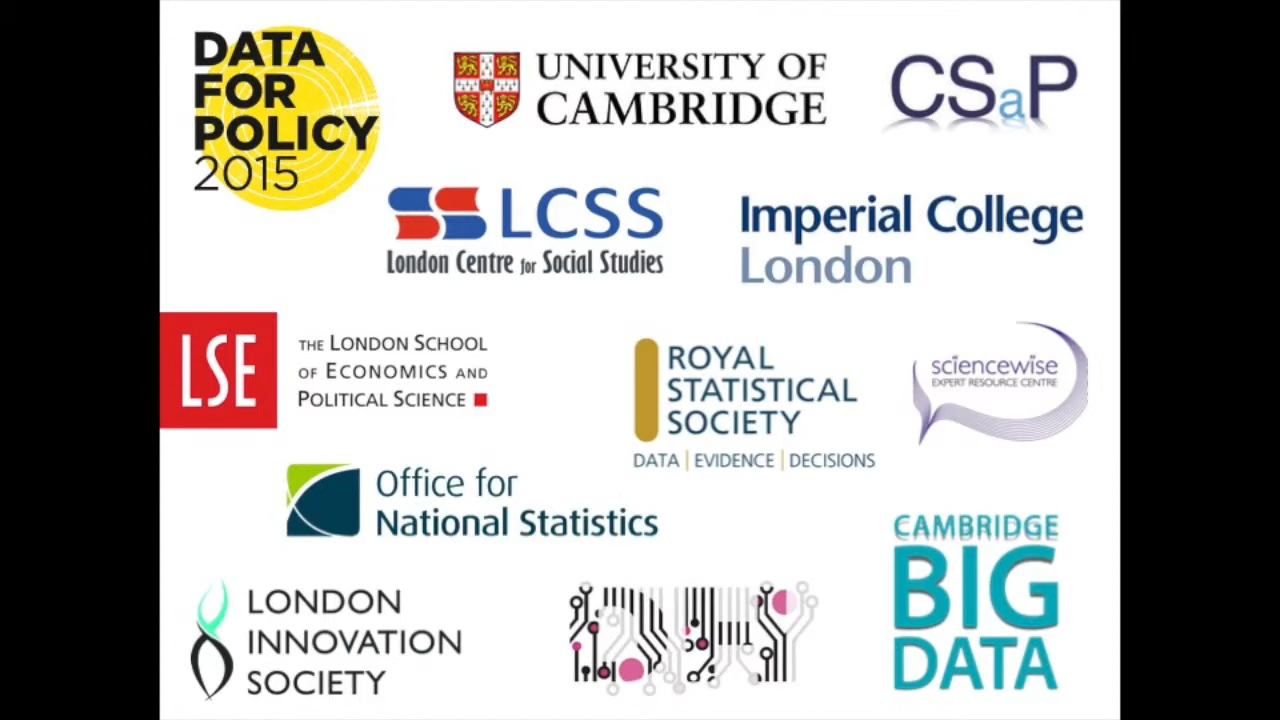 DATA
FOR
POLICY
2015
UNIVERSITY OF
CAMBRIDGE
CSaP
LCSS
London Centre for Social Studies
Imperial College
London
LSE
THE LONDON SCHOOL
OF ECONOMICS AND
POLITICAL SCIENCE
ROYAL
STATISTICAL
SOCIETY
DATA | EVIDENCE | DECISIONS
sciencewise
EXPERT RESOURCE CENTRE
Office for
National Statistics
CAMBRIDGE
BIG
DATA
LONDON
INNOVATION
SOCIETY